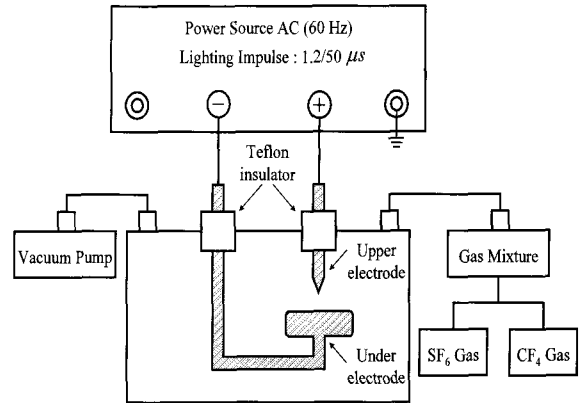 Power Source AC (60 Hz)
Lighting Impulse : 1.2/50 μs
−
+
Teflon
insulator
Vacuum Pump
Upper
electrode
Gas Mixture
Under
electrode
SF₆ Gas
CF₄ Gas